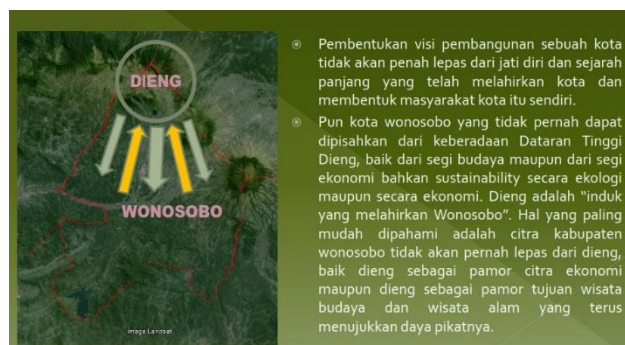 DIENG
WONOSOBO
Image Landsat
Pembentukan visi pembangunan sebuah kota
tidak akan penah lepas dari jati diri dan sejarah
panjang yang telah melahirkan kota dan
membentuk masyarakat kota itu sendiri.
Pun kota wonosobo yang tidak pernah dapat
dipisahkan dari keberadaan Dataran Tinggi
Dieng, baik dari segi budaya maupun dari segi
ekonomi bahkan sustainability secara ekologi
maupun secara ekonomi. Dieng adalah “induk
yang melahirkan Wonosobo”. Hal yang paling
mudah dipahami adalah citra kabupaten
wonosobo tidak akan pernah lepas dari dieng,
baik dieng sebagai pamor citra ekonomi
maupun dieng sebagai pamor tujuan wisata
budaya dan wisata alam yang terus
menujukkan daya pikatnya.